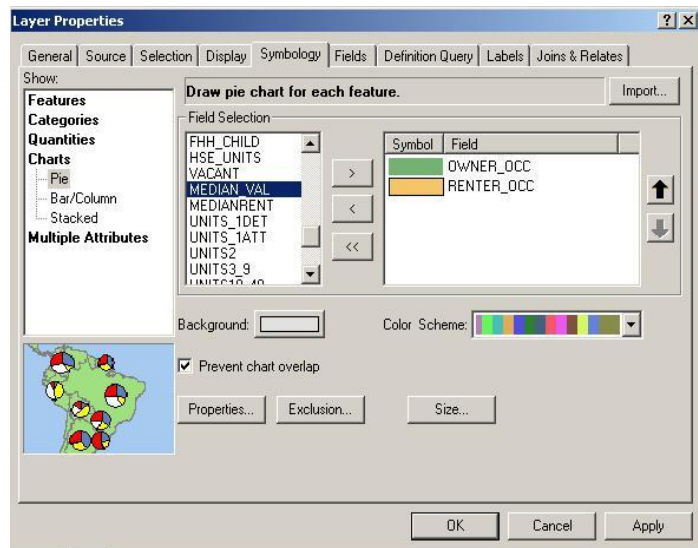 Layer Properties
General Source Selection Display Symbology Fields Definition Query Labels Joins & Relates
Show:
Features
Categories
Quantities
Charts
Pie
Bar/Column
Stacked
Multiple Attributes
Draw pie chart for each feature.
Import...
Field Selection
FHH_CHILD
HSE_UNITS
VACANT
MEDIAN_VAL
MEDIANRENT
UNITS_1DET
UNITS_1ATT
UNITS2
UNITS3_9
UNITS10_49
>
<
<<
Symbol Field
OWNER_OCC
RENTER_OCC
Background:
Color Scheme:
Prevent chart overlap
Properties... Exclusion... Size...
OK Cancel Apply